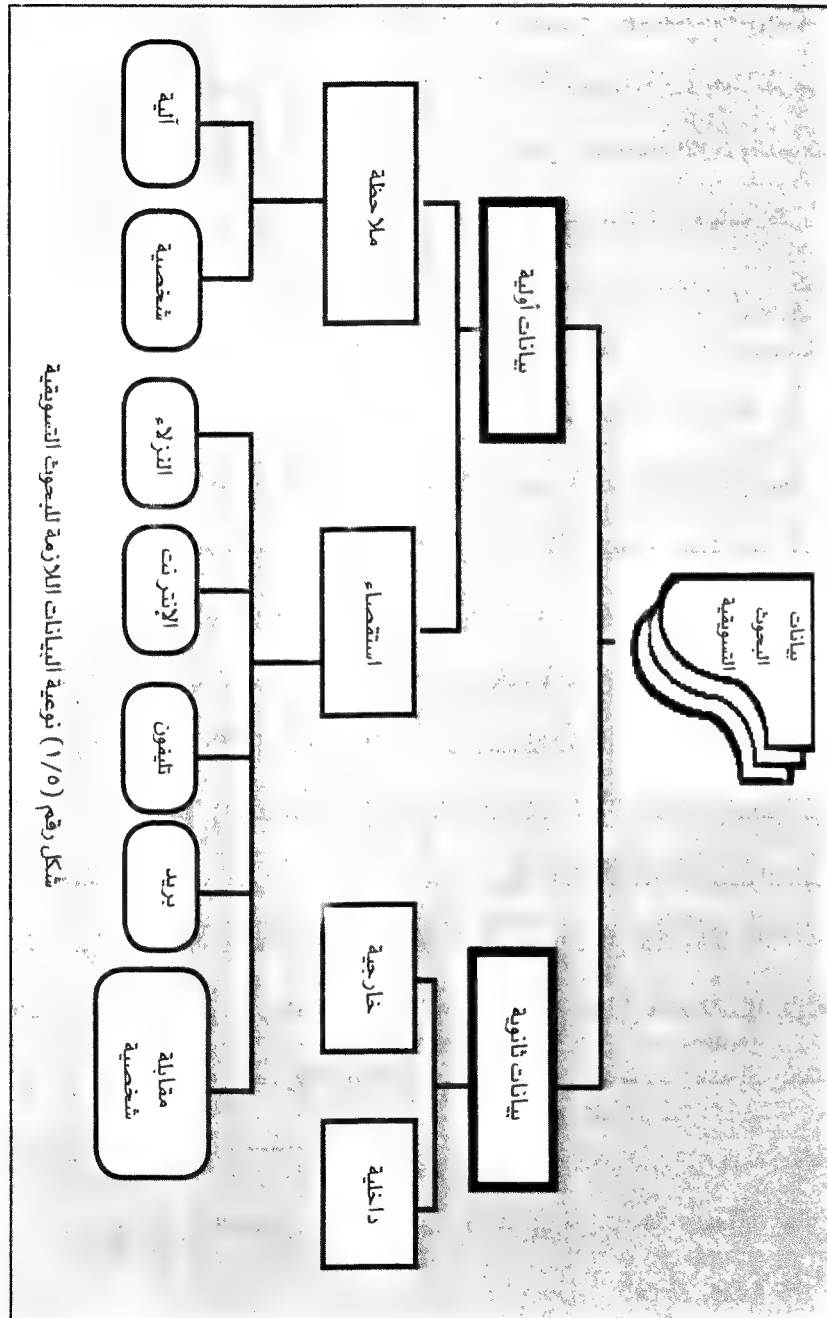 بيانات
البحوث
التسويقية
بيانات ثانوية
بيانات أولية
داخلية
خارجية
استقصاء
ملاحظة
مقابلة
شخصية
بريد
تليفون
الإنترنت
النزلاء
شخصية
آلية
شكل رقم (١/٥) نوعية البيانات اللازمة للبحوث التسويقية